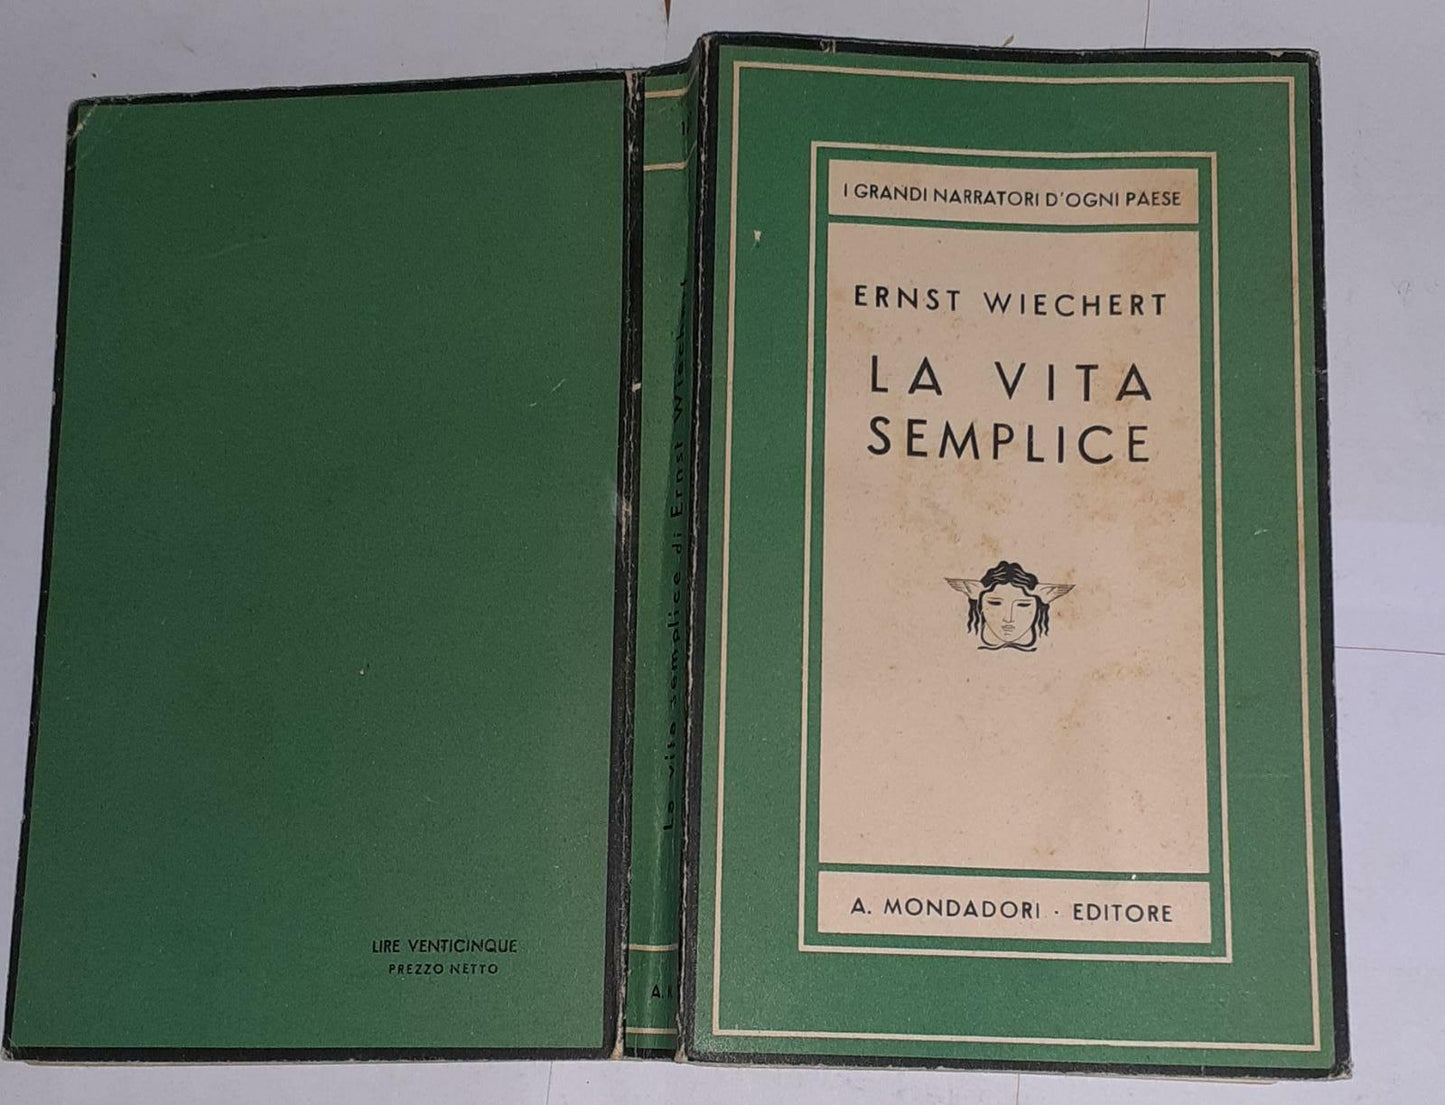 I GRANDI NARRATORI D'OGNI PAESE
ERNST WIECHERT
LA VITA
SEMPLICE
A. MONDADORI · EDITORE
La vita semplice di Ernst Wiechert
A.
LIRE VENTICINQUE
PREZZO NETTO